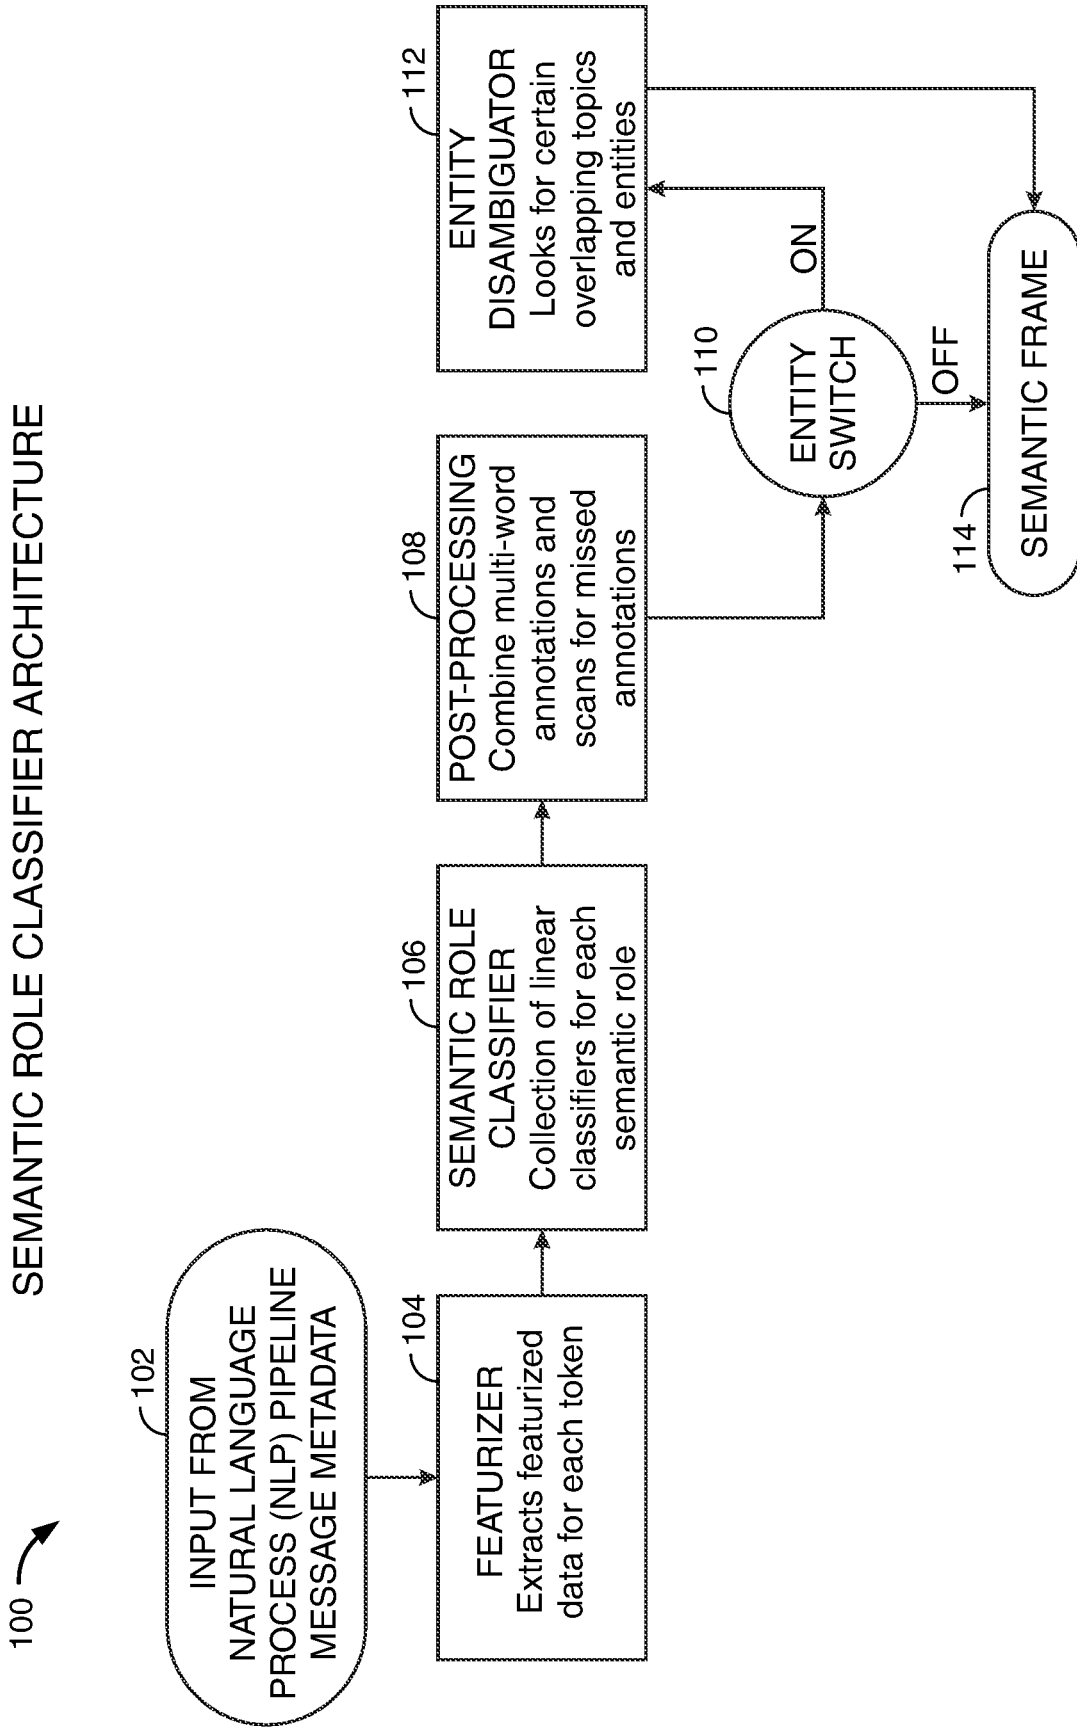 SEMANTIC ROLE CLASSIFIER ARCHITECTURE
100
102
INPUT FROM
NATURAL LANGUAGE
PROCESS (NLP) PIPELINE
MESSAGE METADATA
104
FEATURIZER
Extracts featurized
data for each token
106
SEMANTIC ROLE
CLASSIFIER
Collection of linear
classifiers for each
semantic role
108
POST-PROCESSING
Combine multi-word
annotations and
scans for missed
annotations
110
ENTITY
SWITCH
ON
OFF
112
ENTITY
DISAMBIGUATOR
Looks for certain
overlapping topics
and entities
114
SEMANTIC FRAME